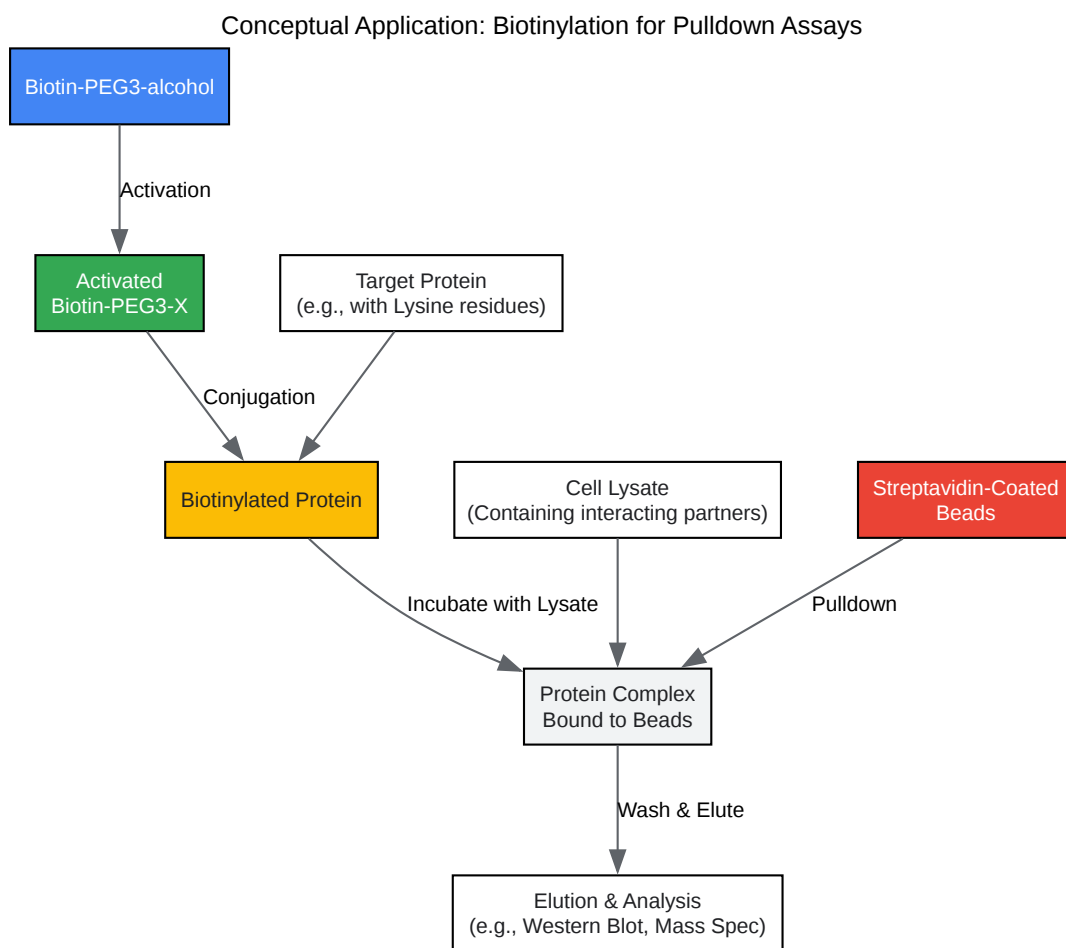 Conceptual Application: Biotinylation for Pulldown Assays
Biotin-PEG3-alcohol
Activation
Activated
Biotin-PEG3-X
Target Protein
(e.g., with Lysine residues)
Conjugation
Biotinylated Protein
Cell Lysate
(Containing interacting partners)
Streptavidin-Coated
Beads
Incubate with Lysate
Pulldown
Protein Complex
Bound to Beads
Wash & Elute
Elution & Analysis
(e.g., Western Blot, Mass Spec)